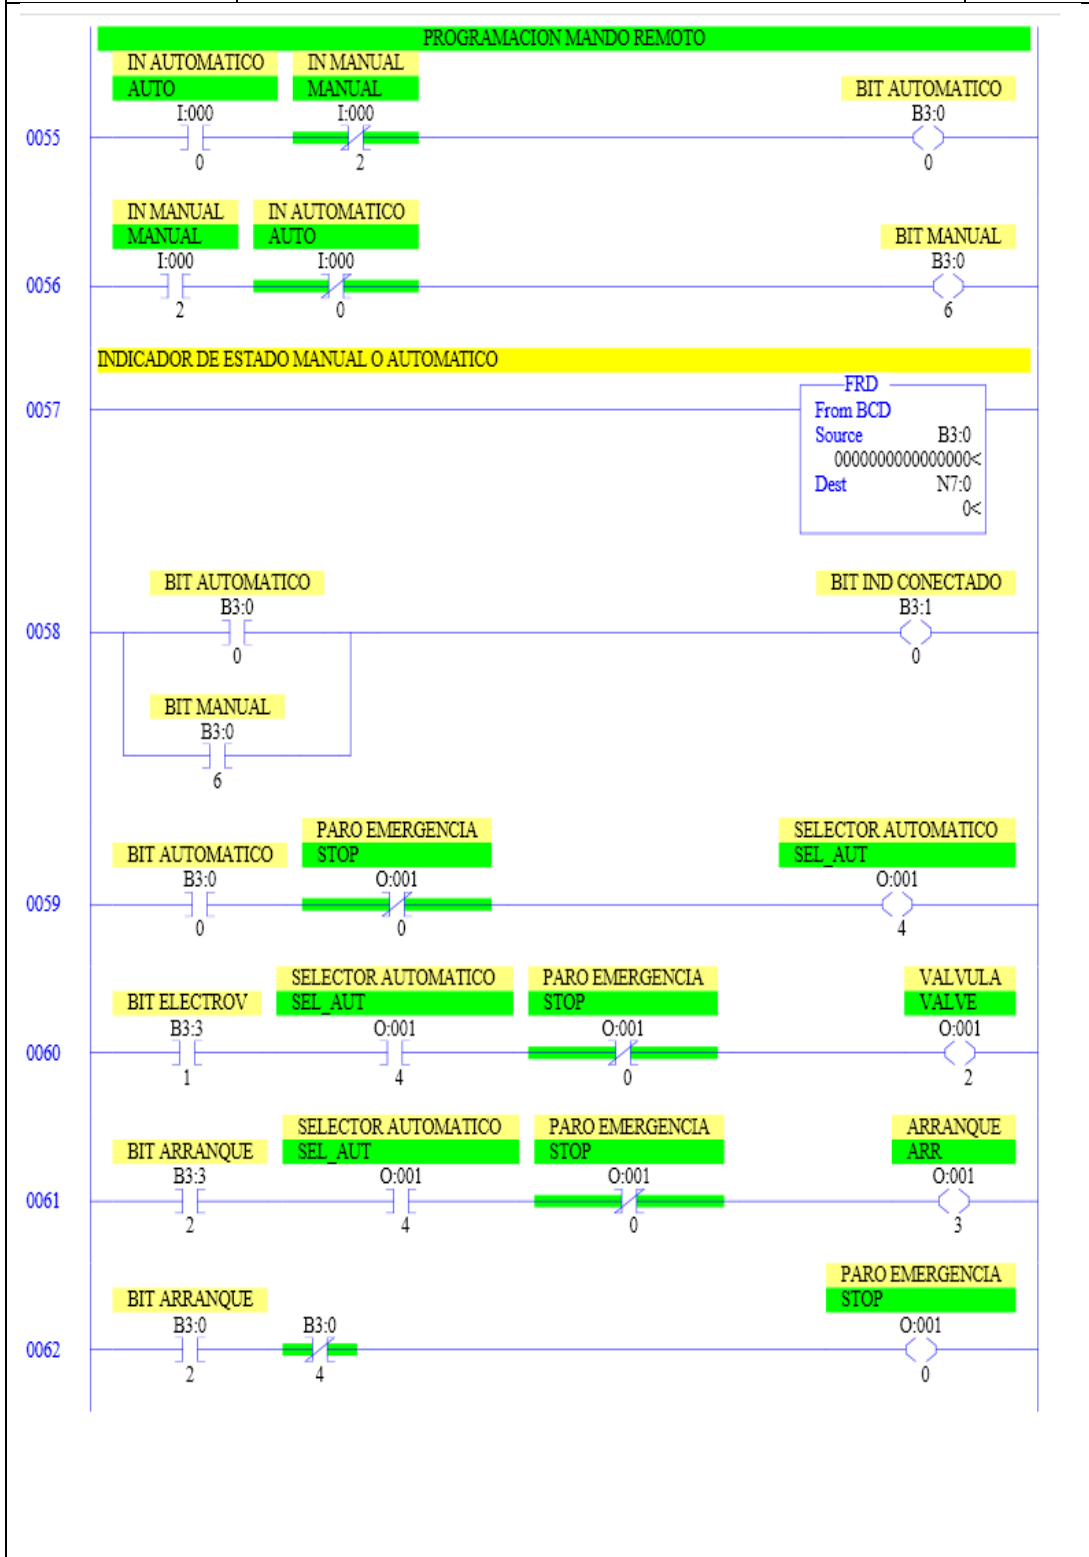 PROGRAMACION MANDO REMOTO
IN AUTOMATICO IN MANUAL
AUTO MANUAL BIT AUTOMATICO
I:000 I:000 B3:0
0055
0 2 0
IN MANUAL IN AUTOMATICO
MANUAL AUTO BIT MANUAL
I:000 I:000 B3:0
0056
2 0 6
INDICADOR DE ESTADO MANUAL O AUTOMATICO
FRD
0057 From BCD
Source B3:0
0000000000000000<
Dest N7:0
0<
BIT AUTOMATICO BIT IND CONECTADO
B3:0 B3:1
0058
0 0
BIT MANUAL
B3:0
6
PARO EMERGENCIA SELECTOR AUTOMATICO
BIT AUTOMATICO STOP SEL_AUT
B3:0 O:001 O:001
0059
0 0 4
SELECTOR AUTOMATICO PARO EMERGENCIA VALVULA
BIT ELECTROV SEL_AUT STOP VALVE
B3:3 O:001 O:001 O:001
0060
1 4 0 2
SELECTOR AUTOMATICO PARO EMERGENCIA ARRANQUE
BIT ARRANQUE SEL_AUT STOP ARR
B3:3 O:001 O:001 O:001
0061
2 4 0 3
PARO EMERGENCIA
BIT ARRANQUE STOP
B3:0 B3:0 O:001
0062
2 4 0